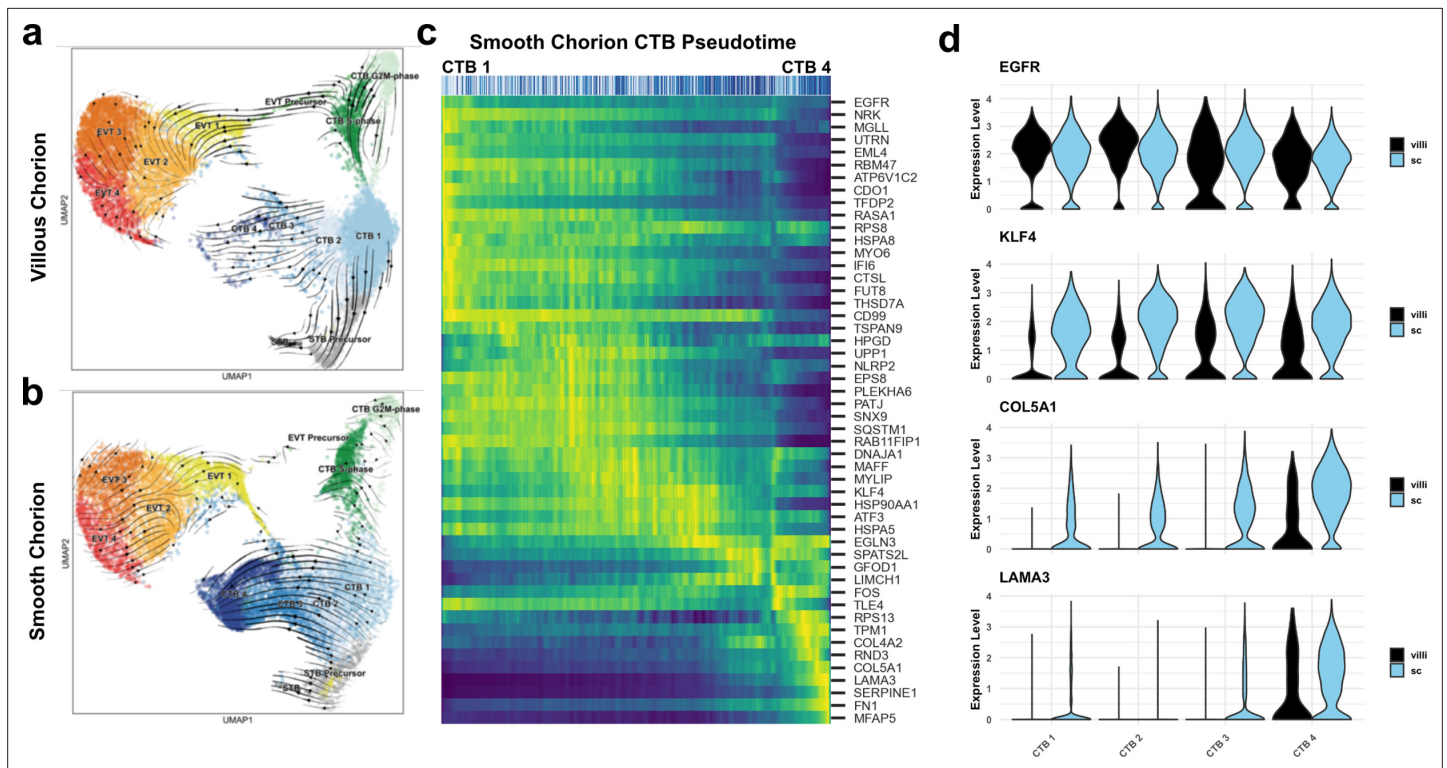 a
Villous Chorion
CTB G2M-phase
EVT Precursor
CTB S-phase
EVT 3
EVT 1
EVT 2
EVT 4
CTB 4
CTB 3
CTB 2
CTB 1
STB Precursor
STB
UMAP2
UMAP1
b
Smooth Chorion
CTB G2M-phase
EVT Precursor
CTB S-phase
EVT 3
EVT 1
EVT 2
EVT 4
CTB 4
CTB 3
CTB 2
CTB 1
STB Precursor
STB
UMAP2
UMAP1
c
Smooth Chorion CTB Pseudotime
CTB 1
CTB 4
EGFR
NRK
MGLL
UTRN
EML4
RBM47
ATP6V1C2
CDO1
TFDP2
RASA1
RPS8
HSPA8
MYO6
IFI6
CTSL
FUT8
THSD7A
CD99
TSPAN9
HPGD
UPP1
NLRP2
EPS8
PLEKHA6
PATJ
SNX9
SQSTM1
RAB11FIP1
DNAJA1
MAFF
MYLIP
KLF4
HSP90AA1
ATF3
HSPA5
EGLN3
SPATS2L
GFOD1
LIMCH1
FOS
TLE4
RPS13
TPM1
COL4A2
RND3
COL5A1
LAMA3
SERPINE1
FN1
MFAP5
d
EGFR
Expression Level
4
3
2
1
0
villi
sc
KLF4
Expression Level
4
3
2
1
0
villi
sc
COL5A1
Expression Level
4
3
2
1
0
villi
sc
LAMA3
Expression Level
4
3
2
1
0
villi
sc
CTB 1
CTB 2
CTB 3
CTB 4